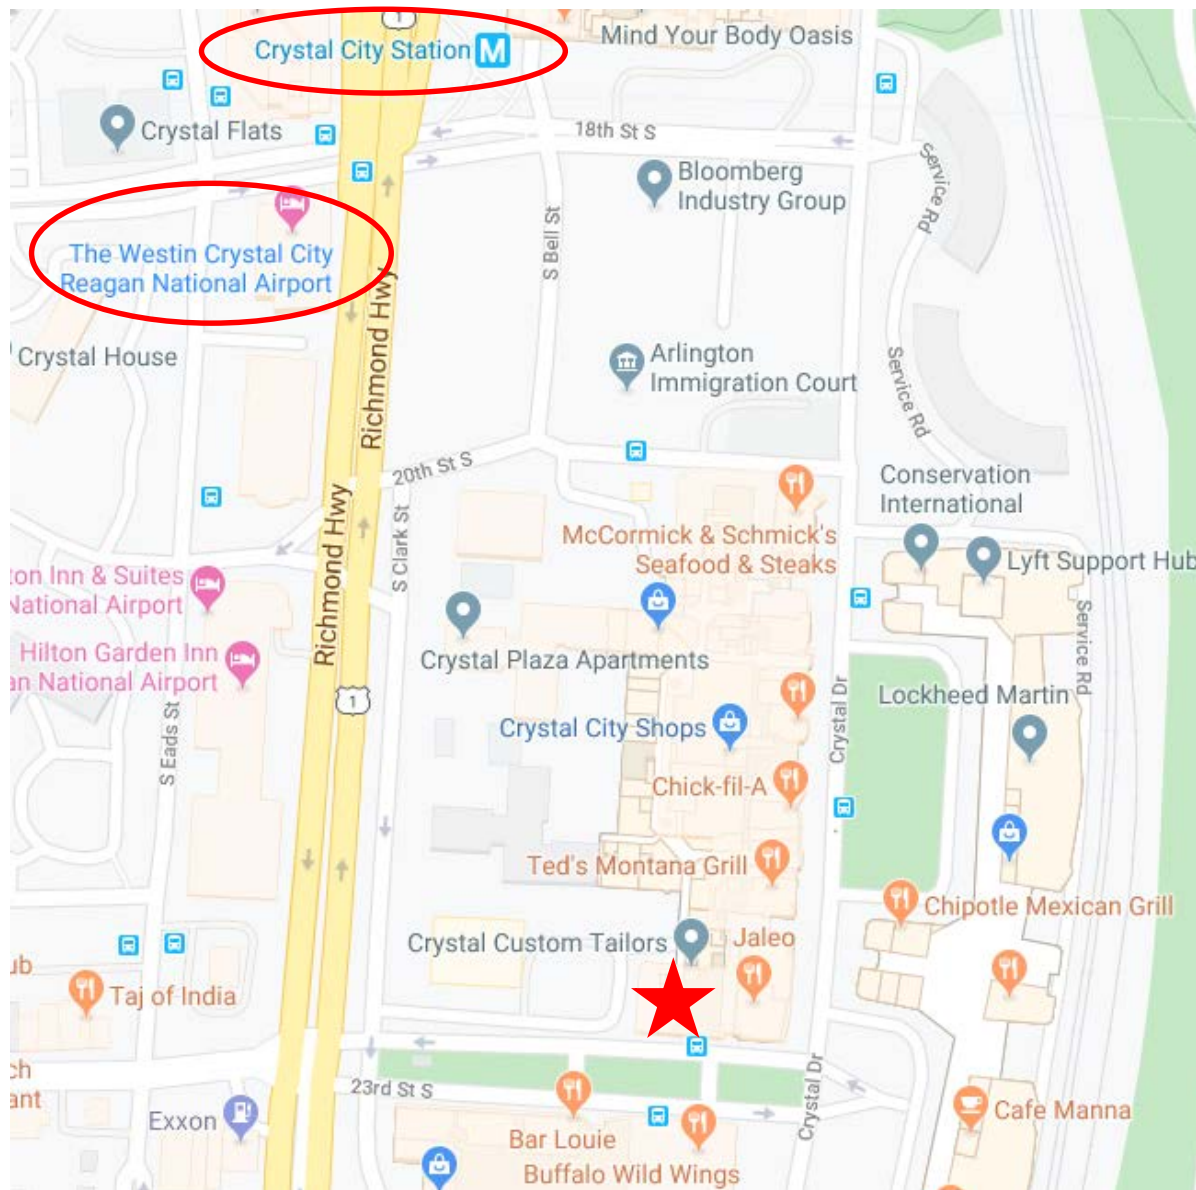 1
Crystal City Station M
Mind Your Body Oasis
Crystal Flats
18th St S
Service Rd
Bloomberg
Industry Group
S Bell St
The Westin Crystal City
Reagan National Airport
Richmond Hwy
Crystal House
Arlington
Immigration Court
Service Rd
20th St S
Conservation
International
Richmond Hwy
S Clark St
McCormick & Schmick's
Seafood & Steaks
Lyft Support Hub
ton Inn & Suites
National Airport
Service Rd
Hilton Garden Inn
an National Airport
Crystal Plaza Apartments
1
Lockheed Martin
S Eads St
Crystal City Shops
Crystal Dr
Chick-fil-A
Ted's Montana Grill
Chipotle Mexican Grill
Crystal Custom Tailors
Jaleo
ub
Taj of India
ch
ant
23rd St S
Crystal Dr
Exxon
Cafe Manna
Bar Louie
Buffalo Wild Wings